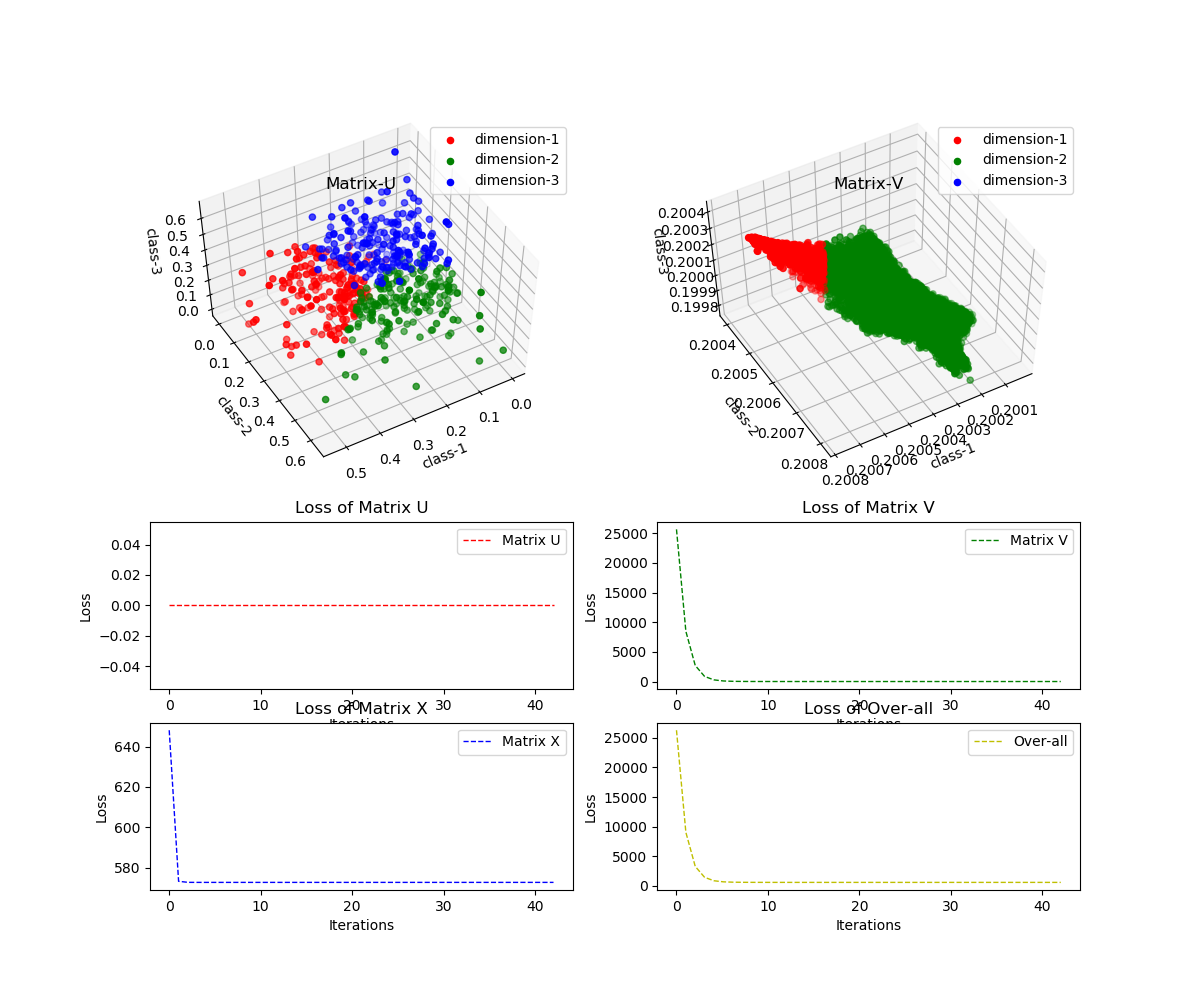 Matrix-U
dimension-1
dimension-2
dimension-3
class-3
0.6
0.5
0.4
0.3
0.2
0.1
0.0
class-2
0.0
0.1
0.2
0.3
0.4
0.5
0.6
class-1
0.5
0.4
0.3
0.2
0.1
0.0
Matrix-V
dimension-1
dimension-2
dimension-3
class-3
0.2004
0.2003
0.2002
0.2001
0.2000
0.1999
0.1998
class-2
0.2004
0.2005
0.2006
0.2007
0.2008
class-1
0.2008
0.2007
0.2006
0.2005
0.2004
0.2003
0.2002
0.2001
Loss of Matrix U
Matrix U
Loss
0.04
0.02
0.00
−0.02
−0.04
0 10 20 30 40
Iterations
Loss of Matrix V
Matrix V
Loss
25000
20000
15000
10000
5000
0
0 10 20 30 40
Iterations
Loss of Matrix X
Matrix X
Loss
640
620
600
580
0 10 20 30 40
Iterations
Loss of Over-all
Over-all
Loss
25000
20000
15000
10000
5000
0
0 10 20 30 40
Iterations